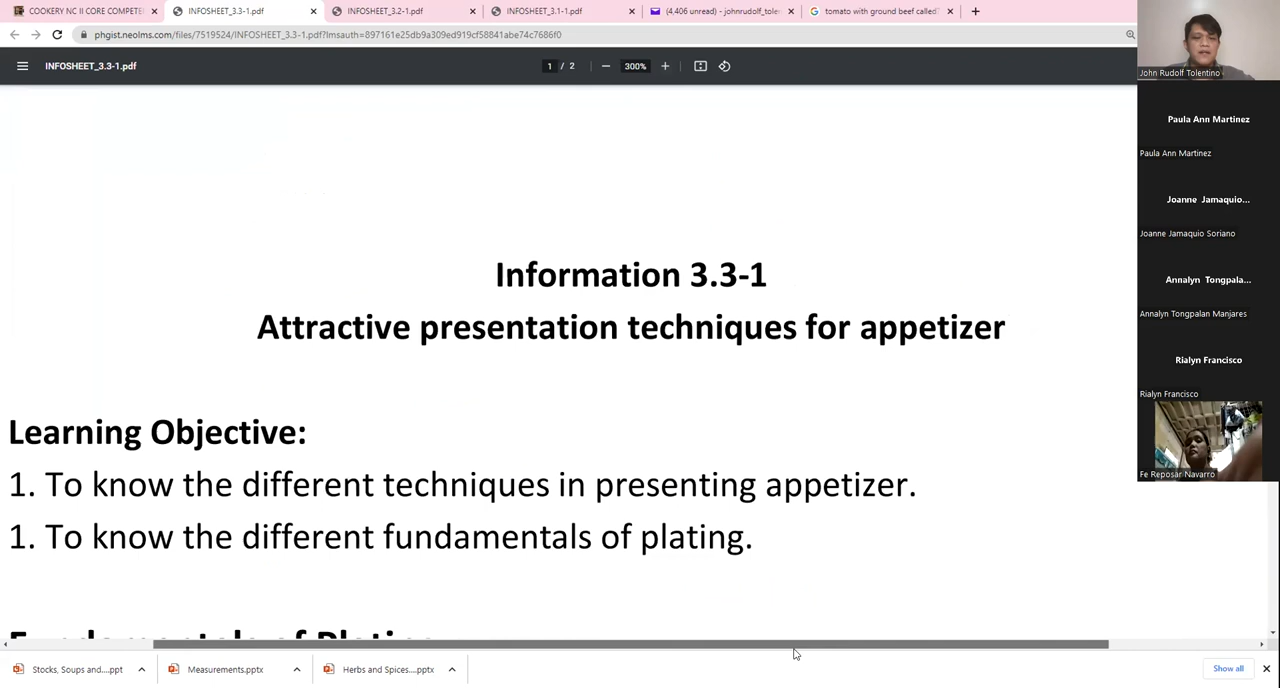 COOKERY NC II CORE COMPETE
INFOSHEET_3.3-1.pdf
INFOSHEET_3.2-1.pdf
INFOSHEET_3.1-1.pdf
(4,406 unread) - johnrudolf_tole
tomato with ground beef called
phgist.neolms.com/files/7519524/INFOSHEET_3.3-1.pdf?lmsauth=897161e25db9a309ed919cf58841abe74c7686f0
INFOSHEET_3.3-1.pdf
1 / 2
300%
Information 3.3-1
Attractive presentation techniques for appetizer
Learning Objective:
1. To know the different techniques in presenting appetizer.
1. To know the different fundamentals of plating.
Fundamentals of Plating
John Rudolf Tolentino
Paula Ann Martinez
Paula Ann Martinez
Joanne Jamaquio...
Joanne Jamaquio Soriano
Annalyn Tongpala...
Annalyn Tongpalan Manjares
Rialyn Francisco
Rialyn Francisco
Fe Reposar Navarro
Stocks, Soups and....ppt
Measurements.pptx
Herbs and Spices....pptx
Show all